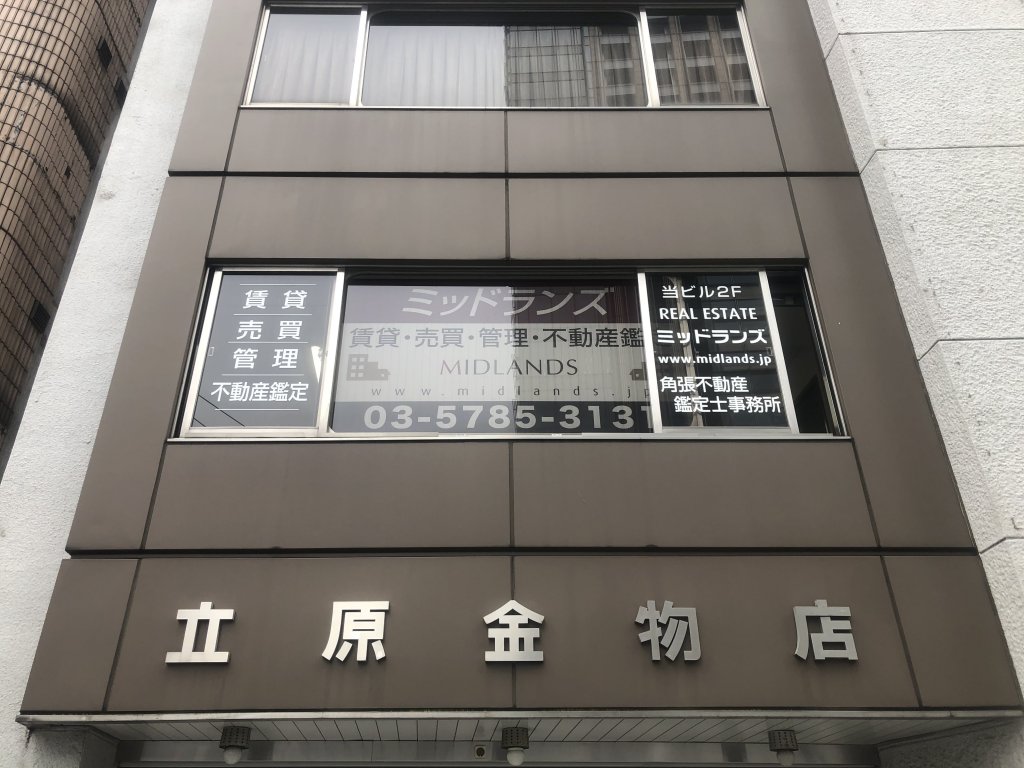 賃貸
売買
管理
不動産鑑定
ミッドランズ
賃貸・売買・管理・不動産鑑
MIDLANDS
www.midlands.jp
03-5785-3131
当ビル2F
REAL ESTATE
ミッドランズ
www.midlands.jp
角張不動産
鑑定士事務所
立原金物店